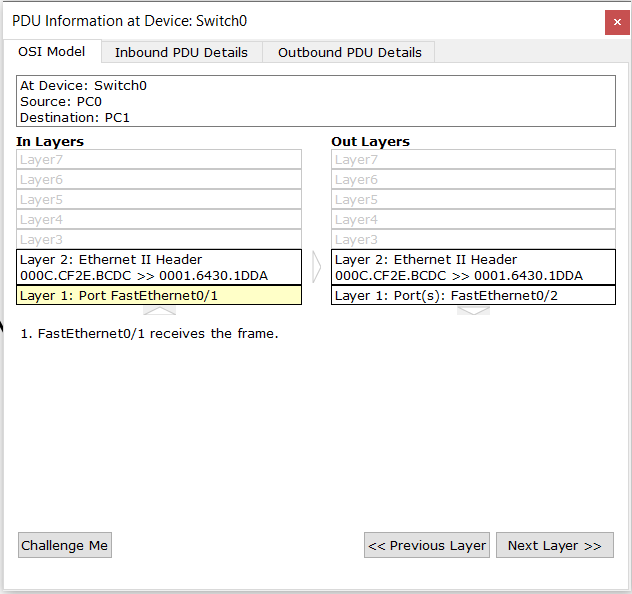 PDU Information at Device: Switch0
×
OSI Model
Inbound PDU Details
Outbound PDU Details
At Device: Switch0
Source: PC0
Destination: PC1
In Layers
Layer7
Layer6
Layer5
Layer4
Layer3
Layer 2: Ethernet II Header
000C.CF2E.BCDC >> 0001.6430.1DDA
Layer 1: Port FastEthernet0/1
Out Layers
Layer7
Layer6
Layer5
Layer4
Layer3
Layer 2: Ethernet II Header
000C.CF2E.BCDC >> 0001.6430.1DDA
Layer 1: Port(s): FastEthernet0/2
1. FastEthernet0/1 receives the frame.
Challenge Me
<< Previous Layer
Next Layer >>